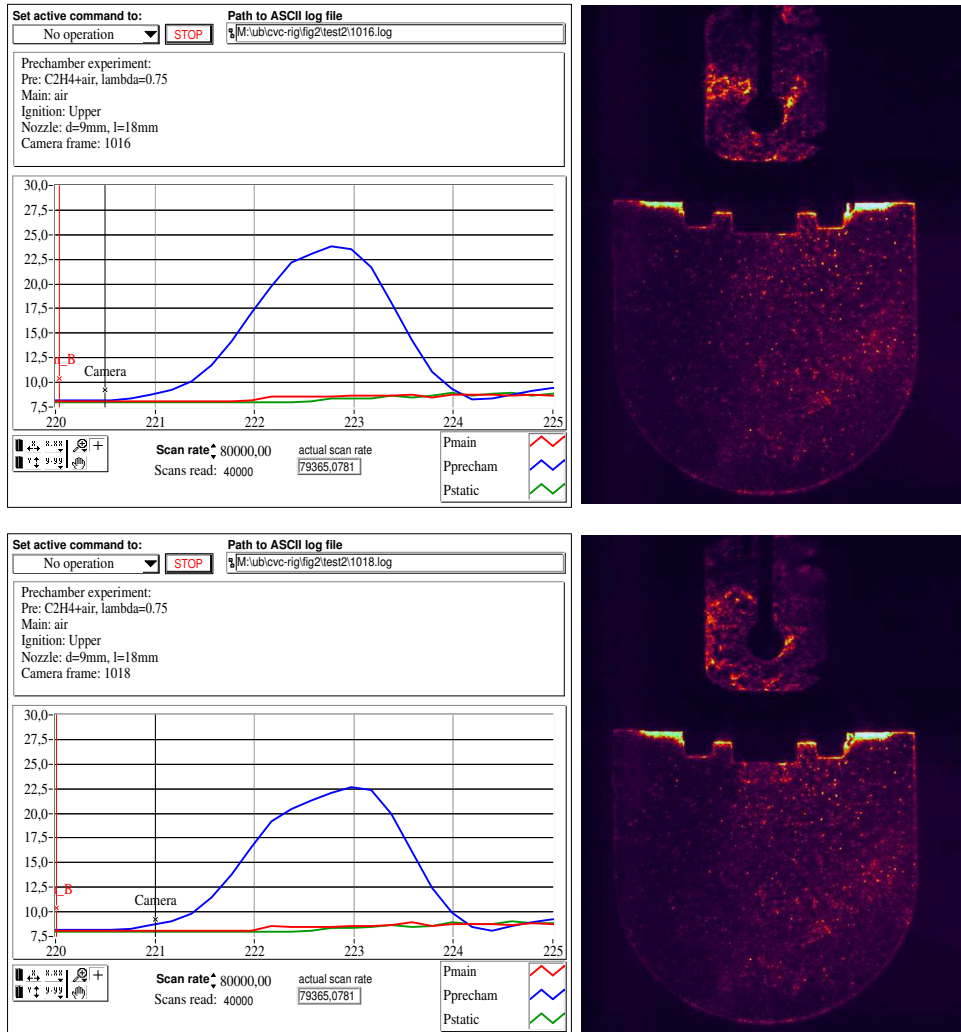 Set active command to:
Path to ASCII log file
No operation
STOP
M:\ub\cvc-rig\fig2\test2\1016.log
Prechamber experiment:
Pre: C2H4+air, lambda=0.75
Main: air
Ignition: Upper
Nozzle: d=9mm, l=18mm
Camera frame: 1016
30,0
27,5
25,0
22,5
20,0
17,5
15,0
12,5
10,0
7,5
_B
Camera
220 221 222 223 224 225
Scan rate 80000,00
actual scan rate
Scans read: 40000
79365,0781
Pmain
Pprecham
Pstatic
Set active command to:
Path to ASCII log file
No operation
STOP
M:\ub\cvc-rig\fig2\test2\1018.log
Prechamber experiment:
Pre: C2H4+air, lambda=0.75
Main: air
Ignition: Upper
Nozzle: d=9mm, l=18mm
Camera frame: 1018
30,0
27,5
25,0
22,5
20,0
17,5
15,0
12,5
10,0
7,5
_B
Camera
220 221 222 223 224 225
Scan rate 80000,00
actual scan rate
Scans read: 40000
79365,0781
Pmain
Pprecham
Pstatic